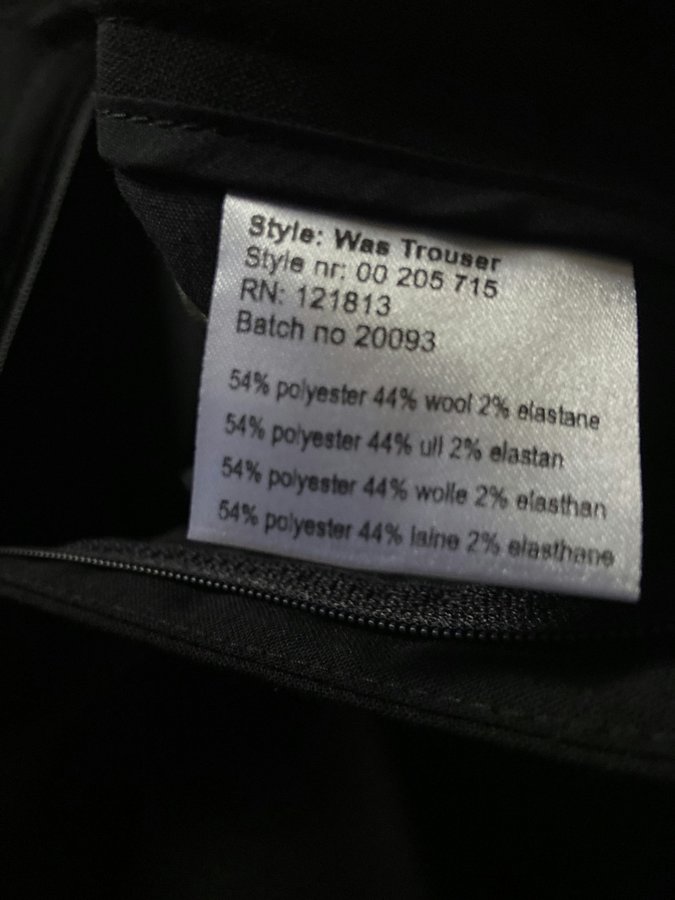 Style: Was Trouser
Style nr: 00 205 715
RN: 121813
Batch no 20093
54% polyester 44% wool 2% elastane
54% polyester 44% ull 2% elastan
54% polyester 44% wolle 2% elasthan
54% polyester 44% laine 2% elasthane